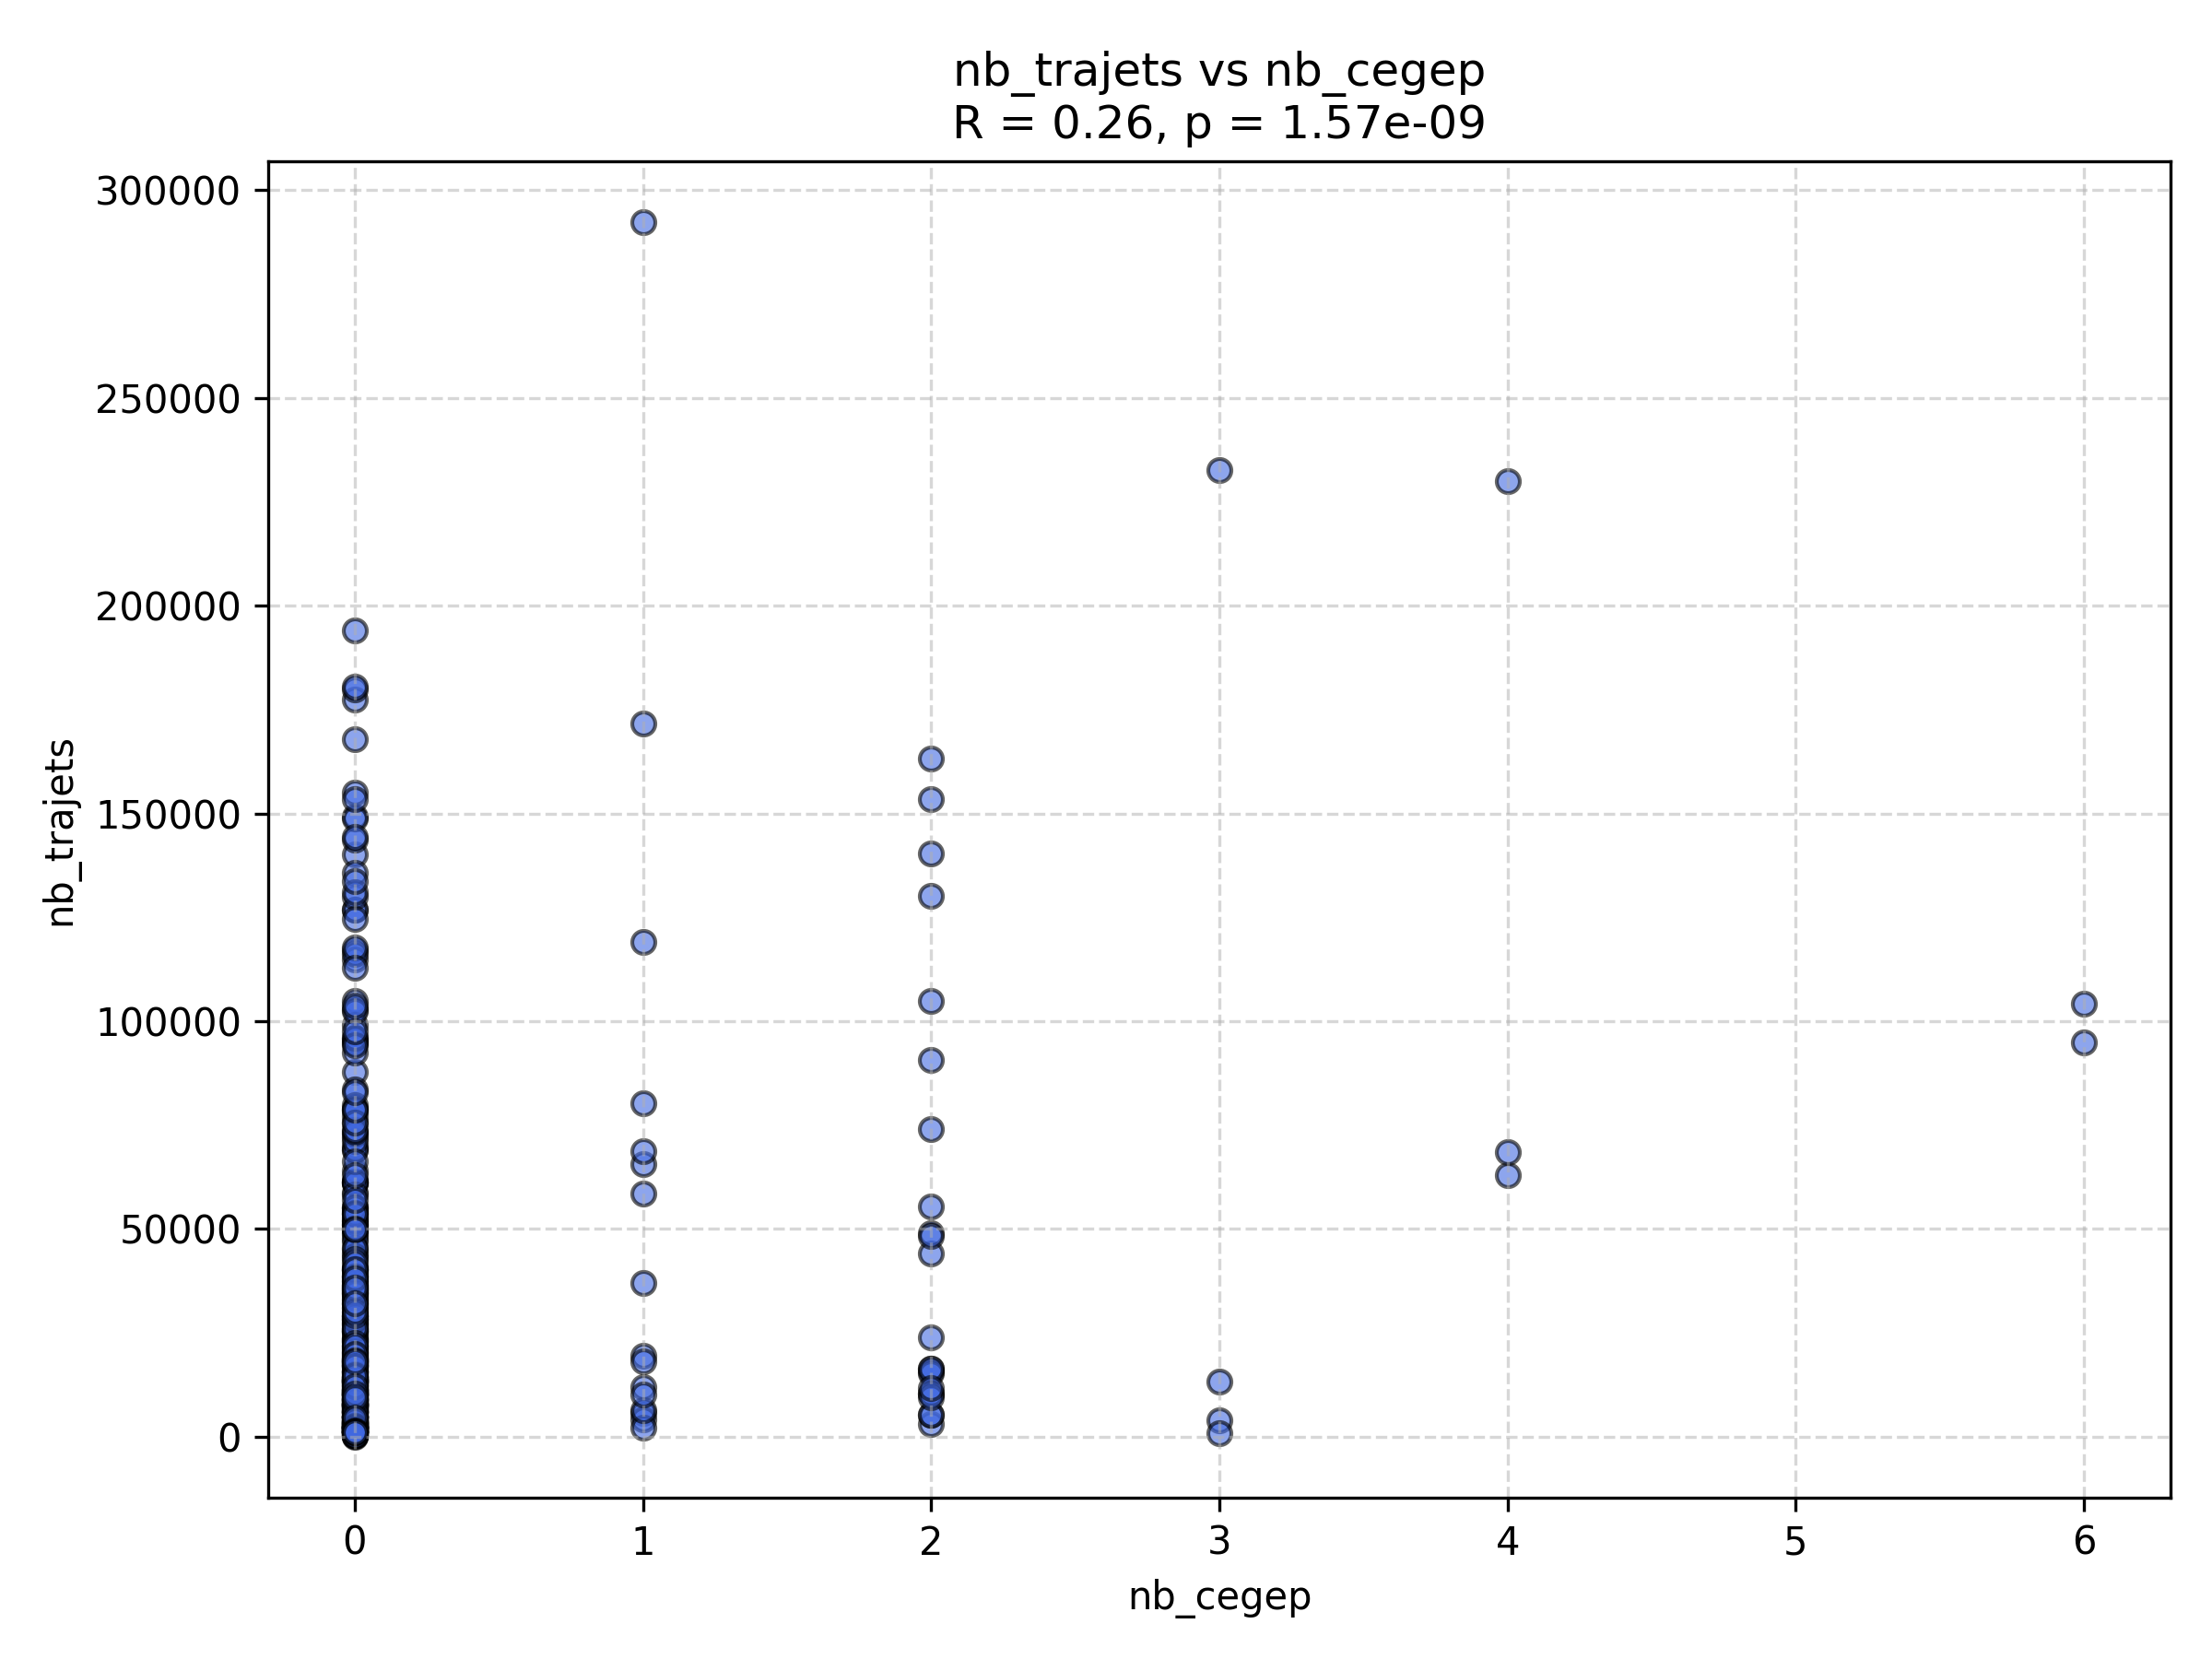 nb_trajets vs nb_cegep
R = 0.26, p = 1.57e-09
300000
250000
200000
150000
100000
50000
0
nb_trajets
0 1 2 3 4 5 6
nb_cegep